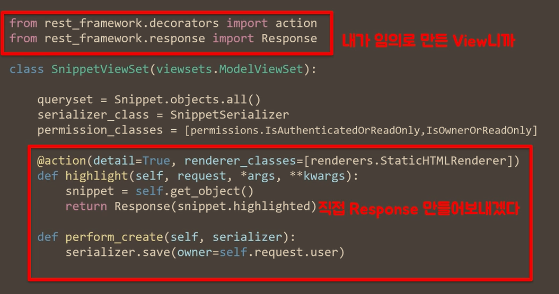 from rest_framework.decorators import action
from rest_framework.response import Response
내가 임의로 만든 View니까
class SnippetViewSet(viewsets.ModelViewSet):
queryset = Snippet.objects.all()
serializer_class = SnippetSerializer
permission_classes = [permissions.IsAuthenticatedOrReadOnly,IsOwnerOrReadOnly]
@action(detail=True, renderer_classes=[renderers.StaticHTMLRenderer])
def highlight(self, request, *args, **kwargs):
snippet = self.get_object()
return Response(snippet.highlighted) 직접 Response 만들어보내겠다
def perform_create(self, serializer):
serializer.save(owner=self.request.user)